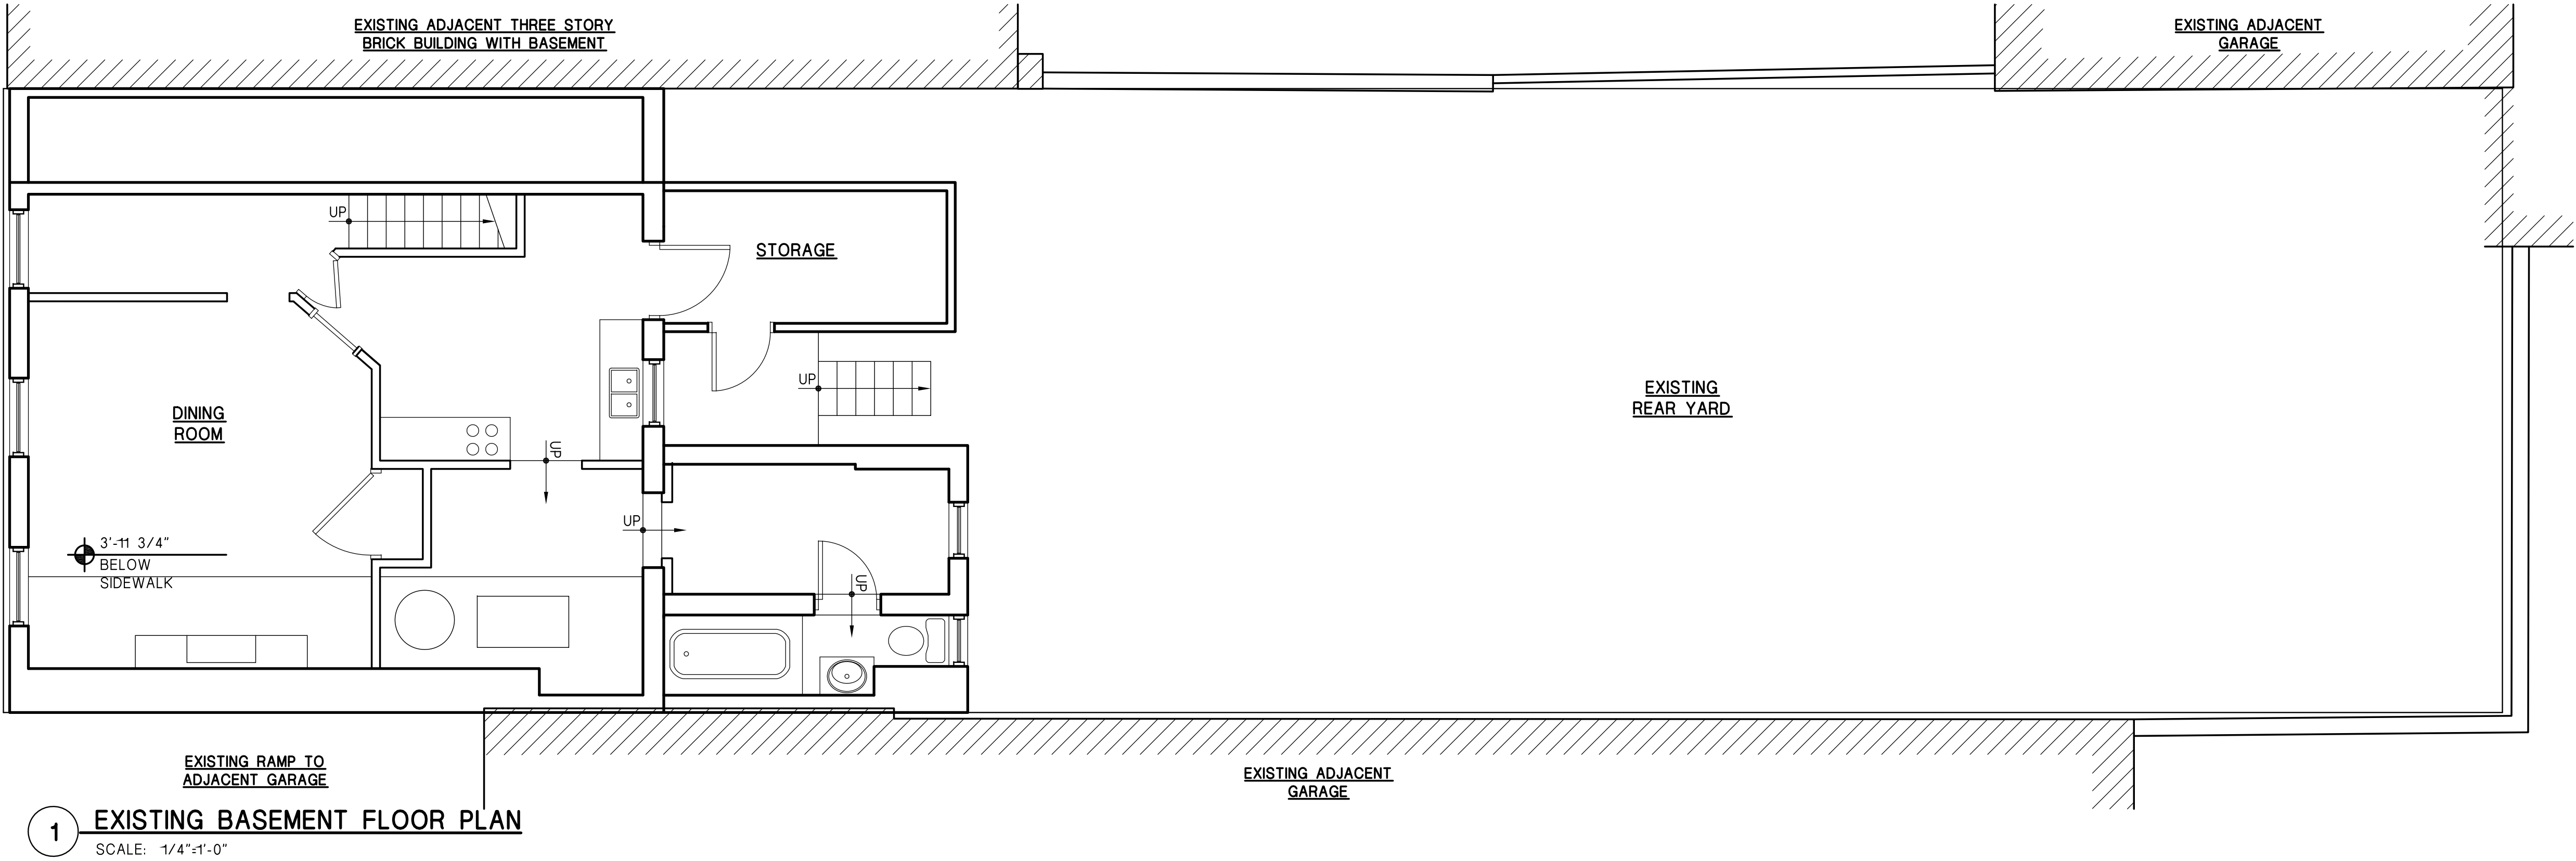 EXISTING ADJACENT THREE STORY
BRICK BUILDING WITH BASEMENT
EXISTING ADJACENT
GARAGE
UP
STORAGE
UP
DINING
ROOM
EXISTING
REAR YARD
UP
UP
3'-11 3/4"
BELOW
SIDEWALK
UP
EXISTING RAMP TO
ADJACENT GARAGE
EXISTING ADJACENT
GARAGE
1 EXISTING BASEMENT FLOOR PLAN
SCALE: 1/4"=1'-0"